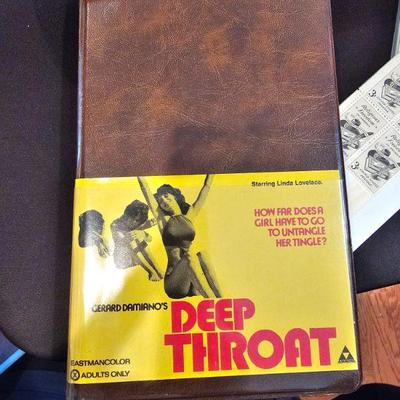 Starring Linda Lovelace.
HOW FAR DOES A
GIRL HAVE TO GO
TO UNTANGLE
HER TINGLE?
GERARD DAMIANO'S
DEEP
THROAT
EASTMANCOLOR
X ADULTS ONLY